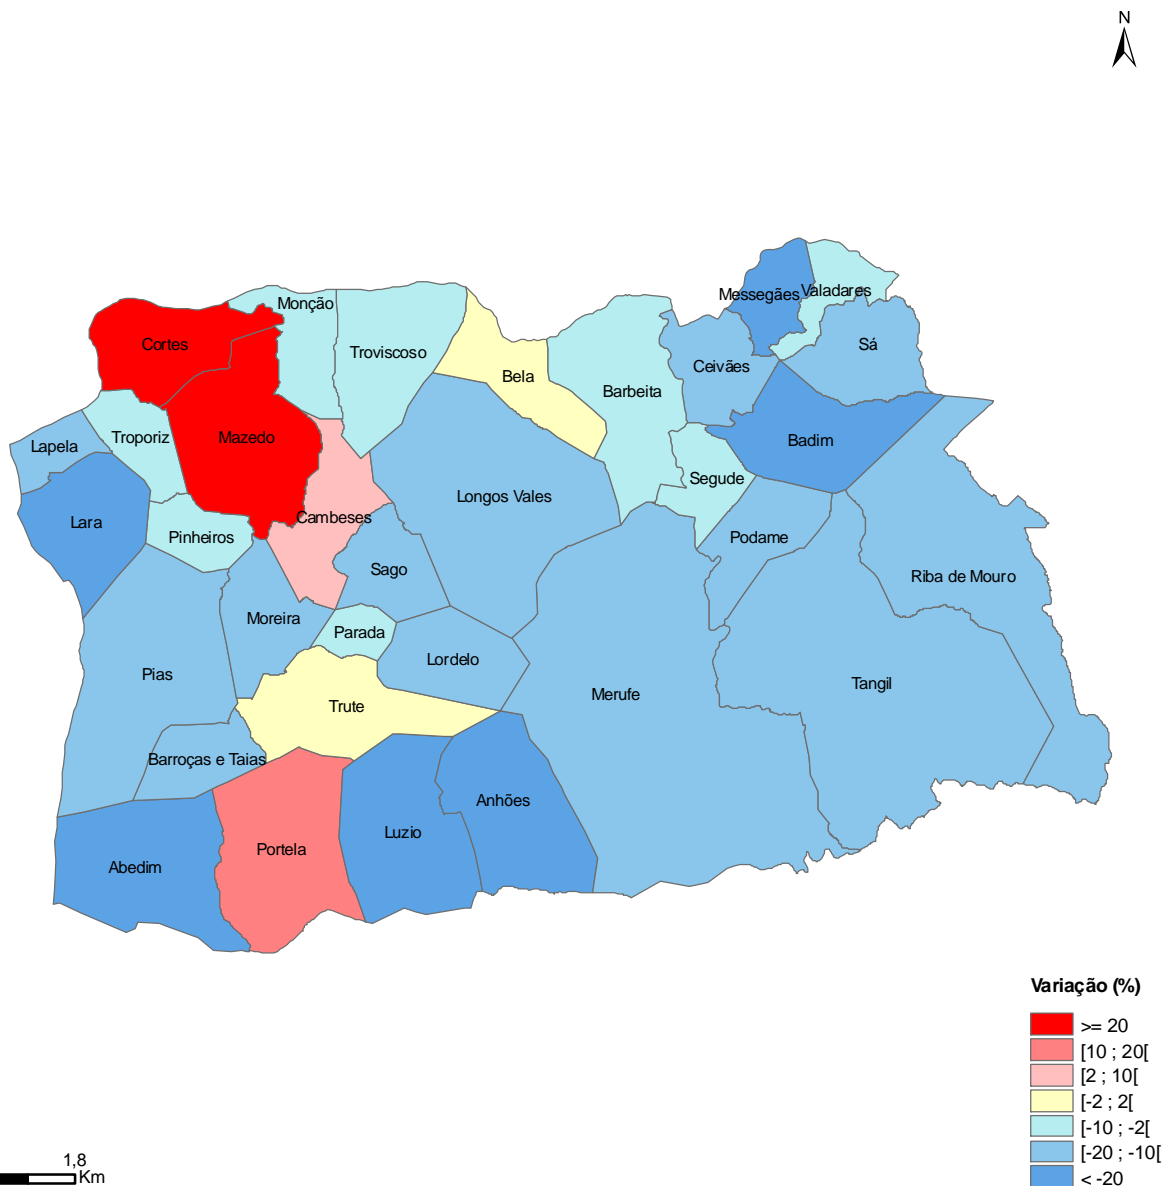 N
Messegães
Valadares
Monção
Cortes
Troviscoso
Sá
Ceivães
Bela
Barbeita
Mazedo
Troporiz
Badim
Lapela
Segude
Longos Vales
Cambeses
Lara
Pinheiros
Podame
Sago
Riba de Mouro
Moreira
Parada
Lordelo
Pias
Tangil
Merufe
Trute
Barroças e Taias
Anhões
Luzio
Portela
Abedim
Variação (%)
>= 20
[10 ; 20[
[2 ; 10[
[-2 ; 2[
[-10 ; -2[
[-20 ; -10[
< -20
1,8
Km